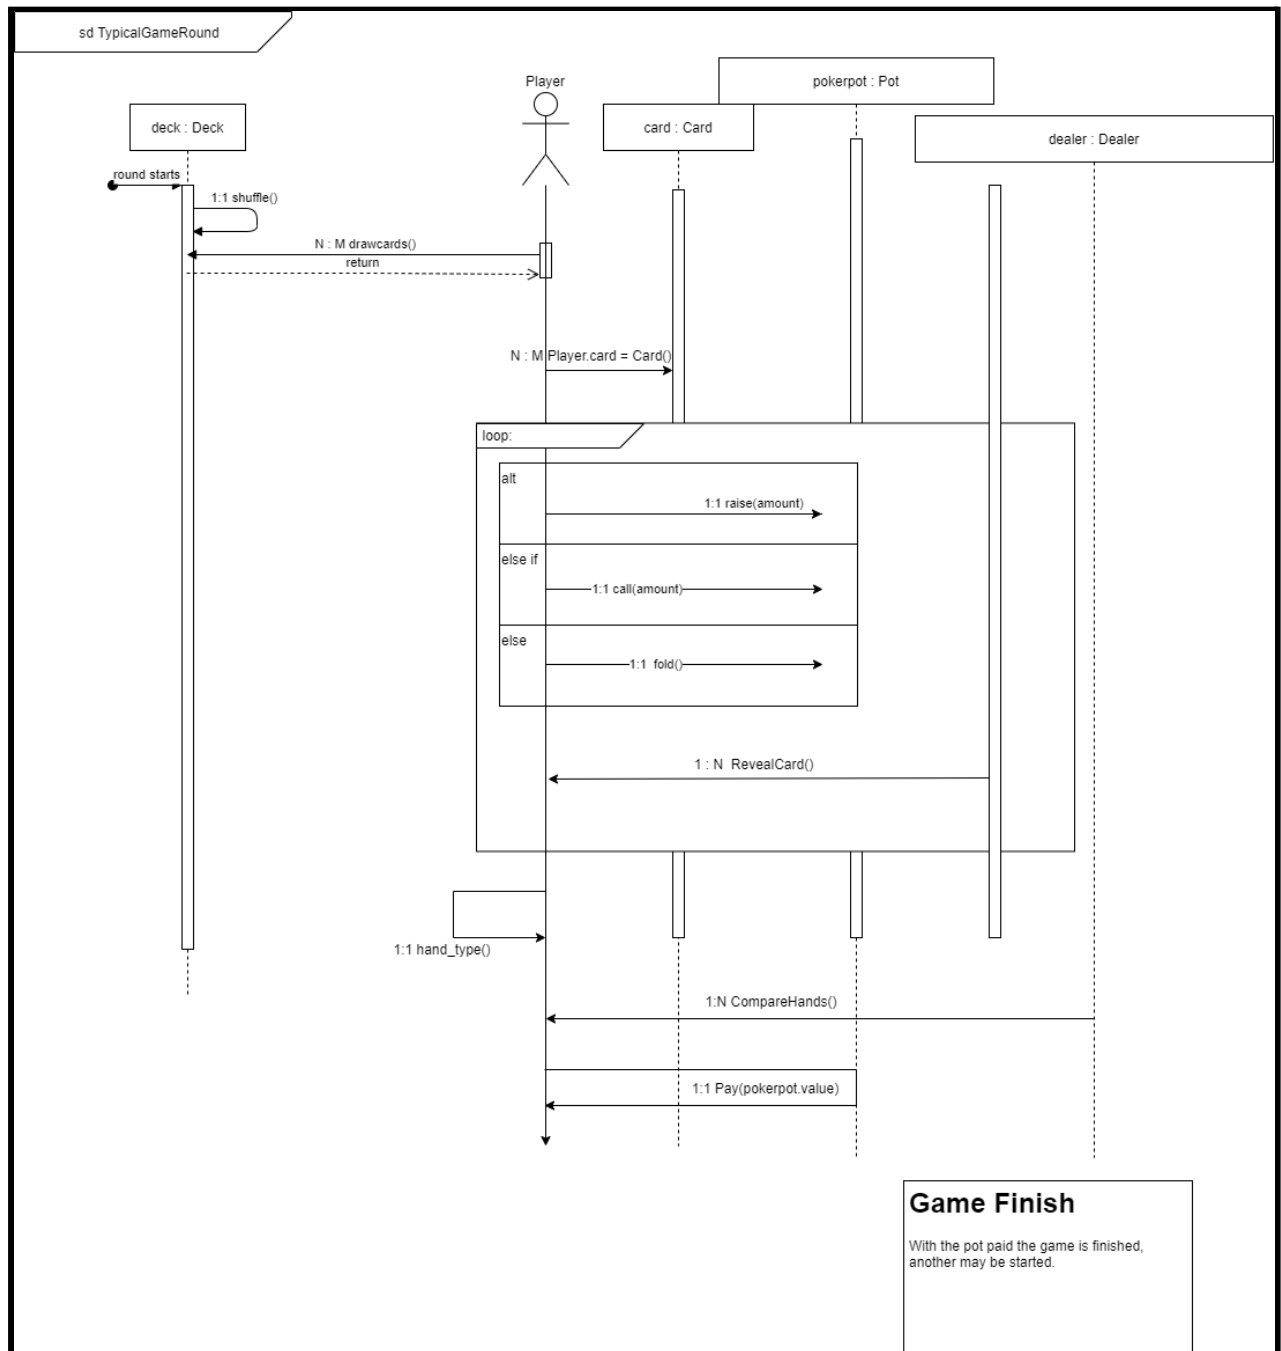 sd TypicalGameRound
Player
pokerpot : Pot
deck : Deck
card : Card
dealer : Dealer
round starts
1:1 shuffle()
N : M drawcards()
return
N : M Player.card = Card()
loop:
alt
1:1 raise(amount)
else if
1:1 call(amount)
else
1:1 fold()
1 : N RevealCard()
1:1 hand_type()
1:N CompareHands()
1:1 Pay(pokerpot.value)
Game Finish
With the pot paid the game is finished,
another may be started.